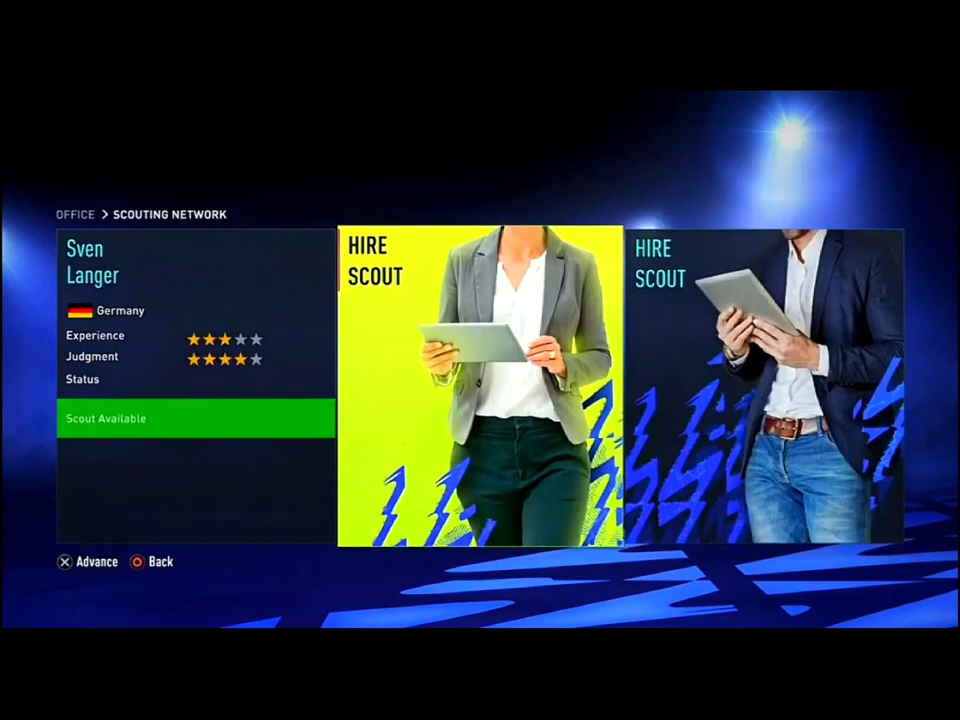 OFFICE > SCOUTING NETWORK
Sven
Langer
Germany
Experience
Judgment
Status
Scout Available
HIRE
SCOUT
HIRE
SCOUT
Advance
Back